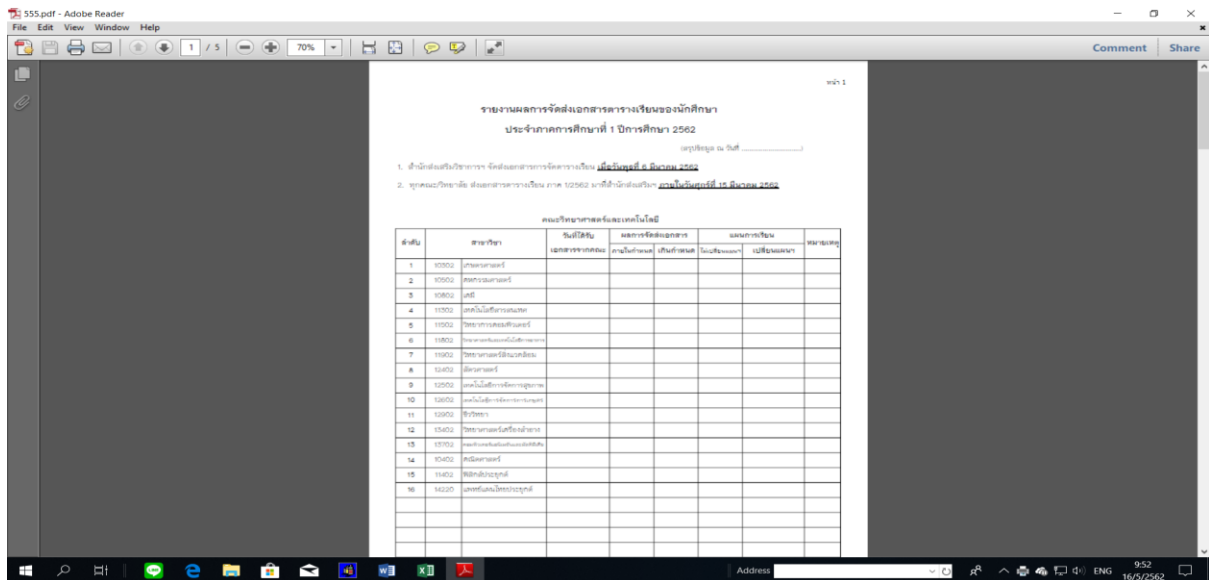 555.pdf - Adobe Reader
File Edit View Window Help
1 / 5 70% Comment Share
หน้า 1
รายงานผลการจัดส่งเอกสารตารางเรียนของนักศึกษา
ประจำภาคการศึกษาที่ 1 ปีการศึกษา 2562
(สรุปข้อมูล ณ วันที่ ........................)
1. สำนักส่งเสริมวิชาการฯ จัดส่งเอกสารการจัดตารางเรียน เมื่อวันพุธที่ 6 มีนาคม 2562
2. ทุกคณะ/วิทยาลัย ส่งเอกสารตารางเรียน ภาค 1/2562 มาที่สำนักส่งเสริมฯ ภายในวันศุกร์ที่ 15 มีนาคม 2562
คณะวิทยาศาสตร์และเทคโนโลยี
ลำดับ สาขาวิชา วันที่ได้รับ ผลการจัดส่งเอกสาร แผนการเรียน หมายเหตุ
เอกสารจากคณะ ภายในกำหนด เกินกำหนด ไม่เปลี่ยนแผนฯ เปลี่ยนแผนฯ
1 10302 เกษตรศาสตร์
2 10502 คหกรรมศาสตร์
3 10802 เคมี
4 11302 เทคโนโลยีสารสนเทศ
5 11502 วิทยาการคอมพิวเตอร์
6 11802
7 11902 วิทยาศาสตร์สิ่งแวดล้อม
8 12402 สัตวศาสตร์
9 12502 เทคโนโลยีการจัดการสุขภาพ
10 12602
11 12902 ชีววิทยา
12 13402 วิทยาศาสตร์เครื่องสำอาง
13 13702
14 10402 คณิตศาสตร์
15 11402 ฟิสิกส์ประยุกต์
16 14220 แพทย์แผนไทยประยุกต์
Address ENG 9:52
16/5/2562